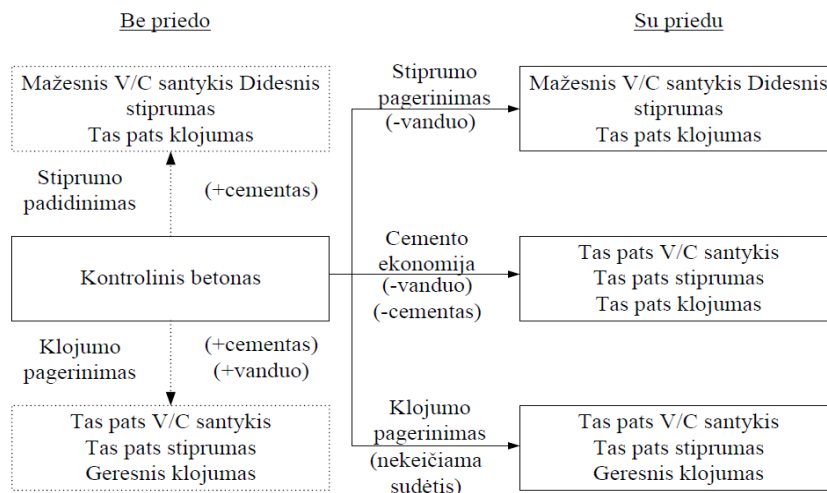 Be priedo
Su priedu
Mažesnis V/C santykis Didesnis
stiprumas
Tas pats klojumas
Stiprumo
pagerinimas
(-vanduo)
Mažesnis V/C santykis Didesnis
stiprumas
Tas pats klojumas
Stiprumo
padidinimas
(+cementas)
Kontrolinis betonas
Cemento
ekonomija
(-vanduo)
(-cementas)
Tas pats V/C santykis
Tas pats stiprumas
Tas pats klojumas
Klojumo
pagerinimas
(+cementas)
(+vanduo)
Tas pats V/C santykis
Tas pats stiprumas
Geresnis klojumas
Klojumo
pagerinimas
(nekeičiama
sudėtis)
Tas pats V/C santykis
Tas pats stiprumas
Geresnis klojumas